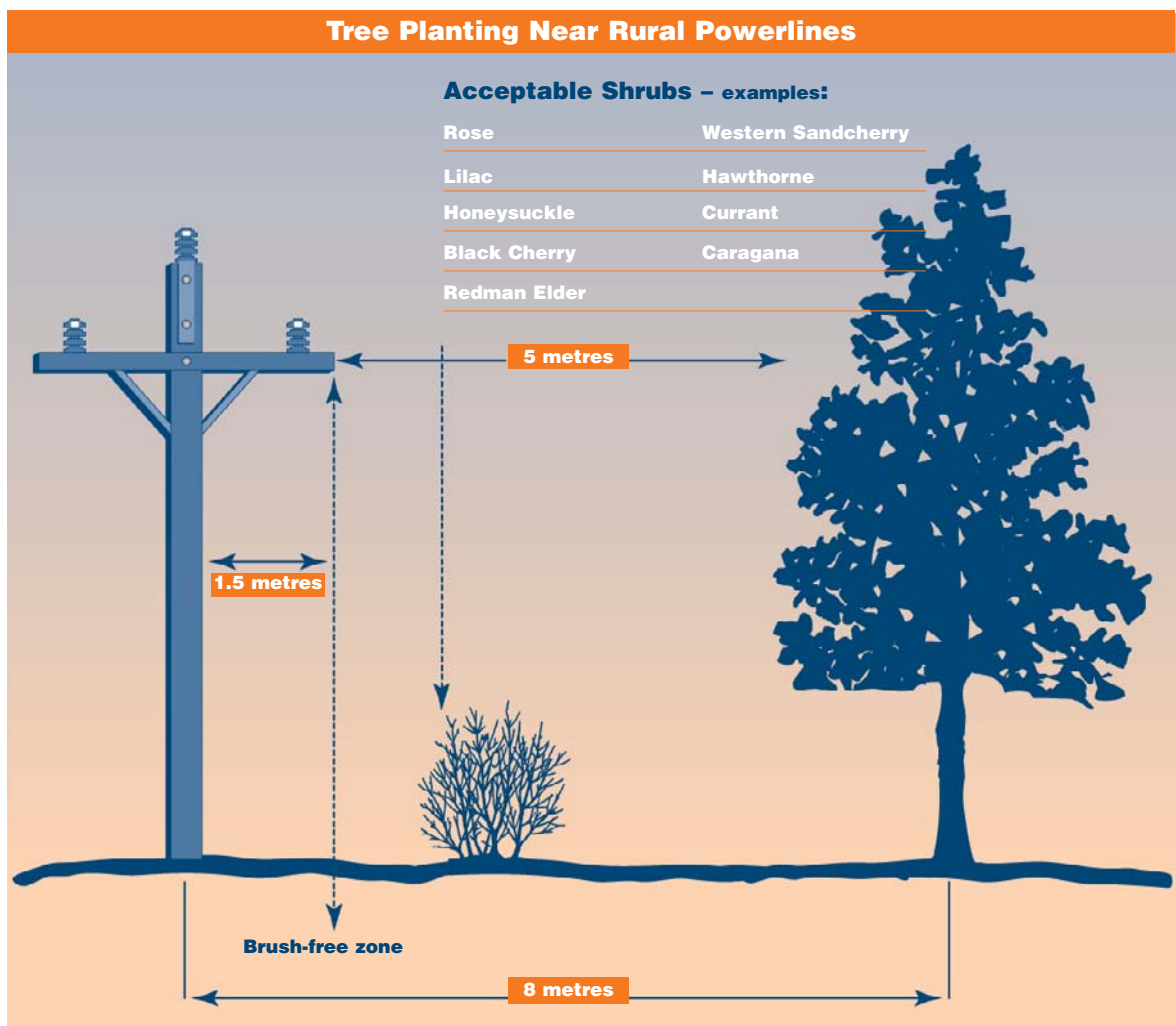 Tree Planting Near Rural Powerlines
Acceptable Shrubs – examples:
Rose Western Sandcherry
Lilac Hawthorne
Honeysuckle Currant
Black Cherry Caragana
Redman Elder
5 metres
1.5 metres
Brush-free zone
8 metres